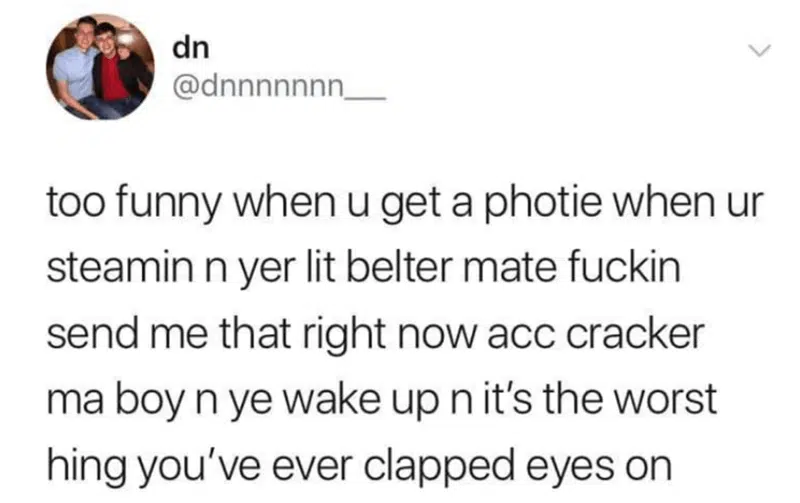 dn
@dnnnnnnn__
too funny when u get a photie when ur
steamin n yer lit belter mate fuckin
send me that right now acc cracker
ma boy n ye wake up n it's the worst
hing you've ever clapped eyes on